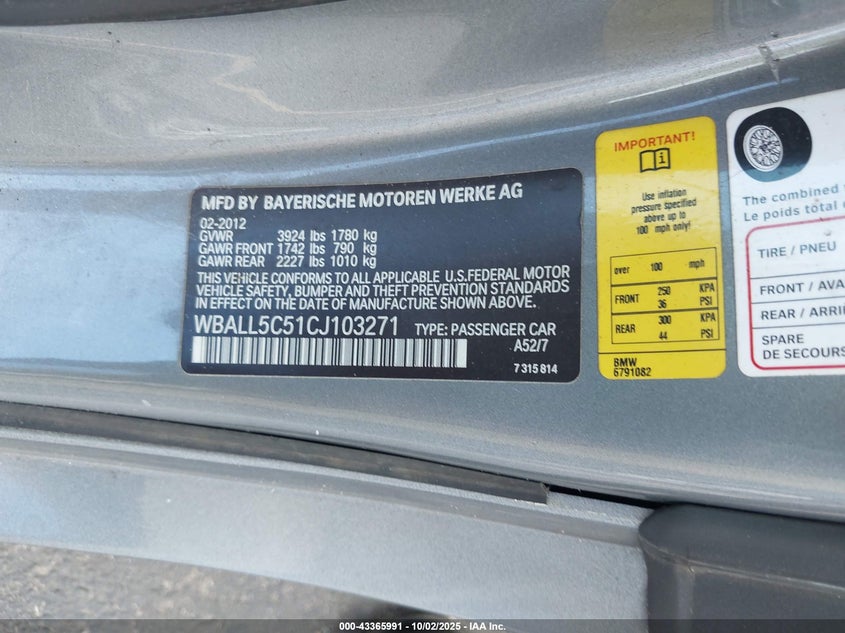 MFD BY BAYERISCHE MOTOREN WERKE AG
02-2012
GVWR 3924 lbs 1780 kg
GAWR FRONT 1742 lbs 790 kg
GAWR REAR 2227 lbs 1010 kg
THIS VEHICLE CONFORMS TO ALL APPLICABLE U.S.FEDERAL MOTOR
VEHICLE SAFETY, BUMPER AND THEFT PREVENTION STANDARDS
IN EFFECT ON THE DATE OF MANUFACTURE SHOWN ABOVE.
WBALL5C51CJ103271 TYPE: PASSENGER CAR
A52/7
7 315 814
IMPORTANT!
i
Use inflation
pressure specified
above up to
100 mph only!
over 100 mph
FRONT 250 KPA
36 PSI
REAR 300 KPA
44 PSI
BMW
6791082
The combined
Le poids total
TIRE / PNEU
FRONT / AVA
REAR / ARRI
SPARE
DE SECOURS
000-43365991 - 10/02/2025 - © IAA Inc.